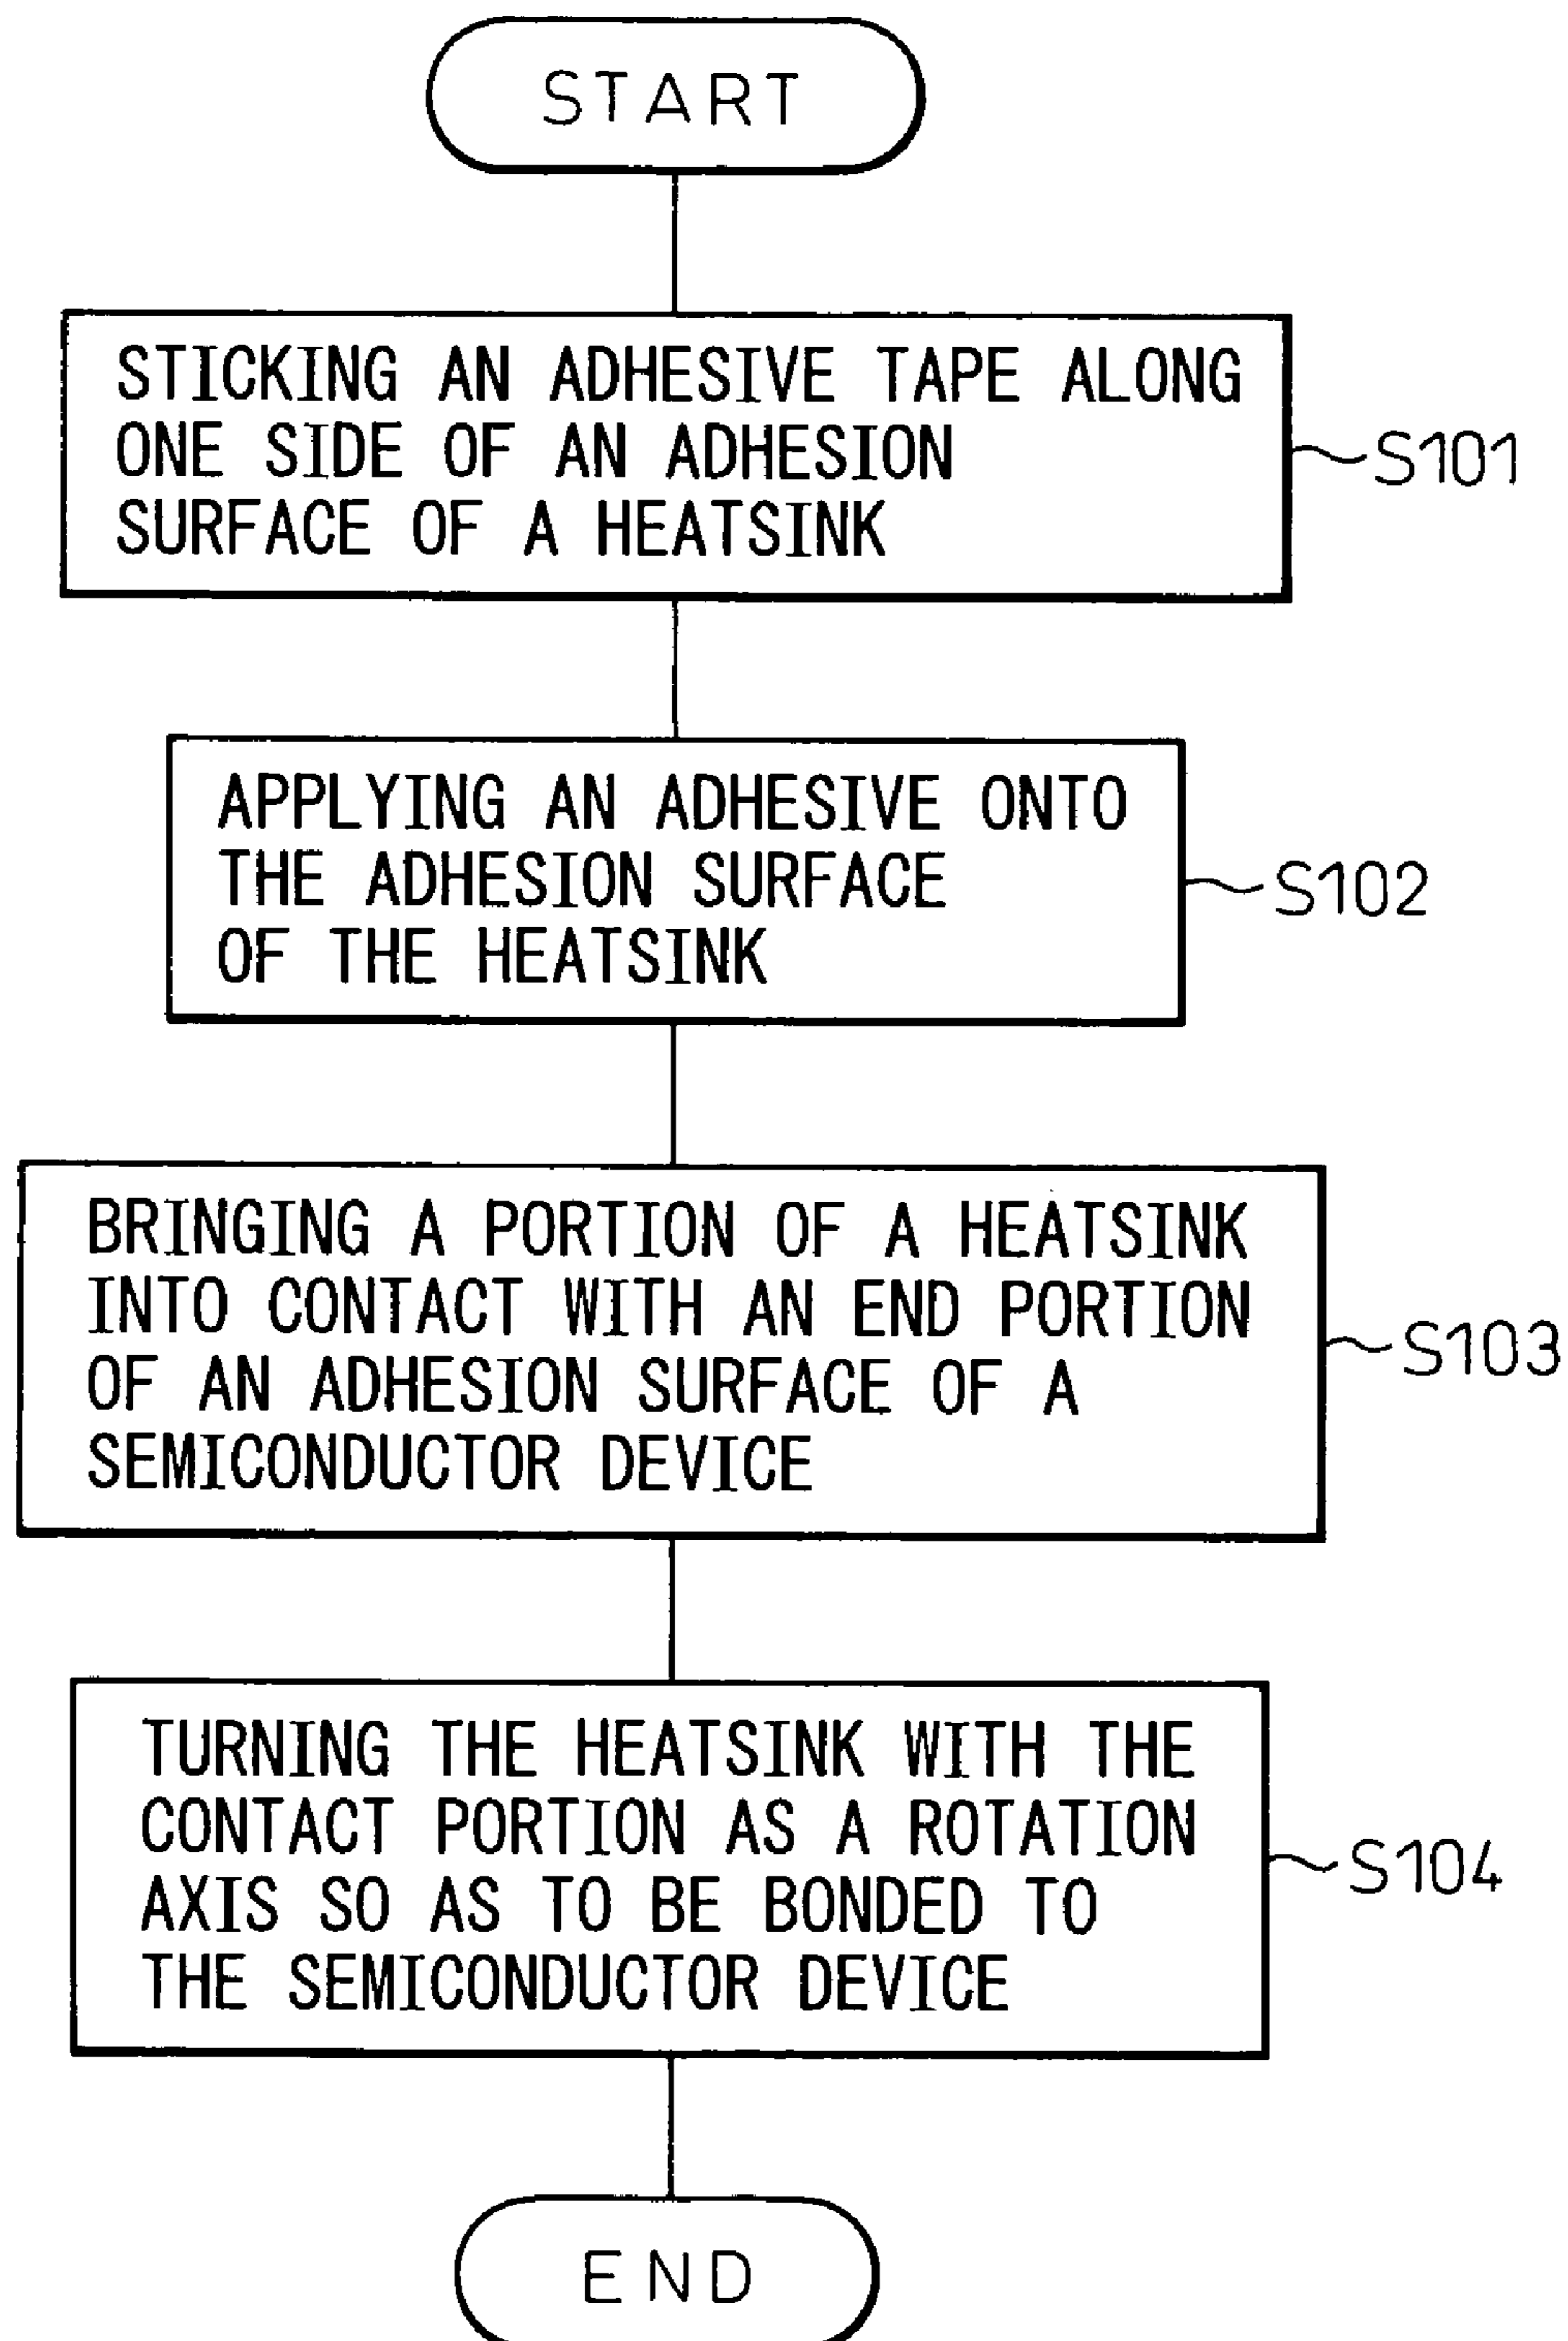 START
STICKING AN ADHESIVE TAPE ALONG
ONE SIDE OF AN ADHESION
SURFACE OF A HEATSINK
S101
APPLYING AN ADHESIVE ONTO
THE ADHESION SURFACE
OF THE HEATSINK
S102
BRINGING A PORTION OF A HEATSINK
INTO CONTACT WITH AN END PORTION
OF AN ADHESION SURFACE OF A
SEMICONDUCTOR DEVICE
S103
TURNING THE HEATSINK WITH THE
CONTACT PORTION AS A ROTATION
AXIS SO AS TO BE BONDED TO
THE SEMICONDUCTOR DEVICE
S104
END